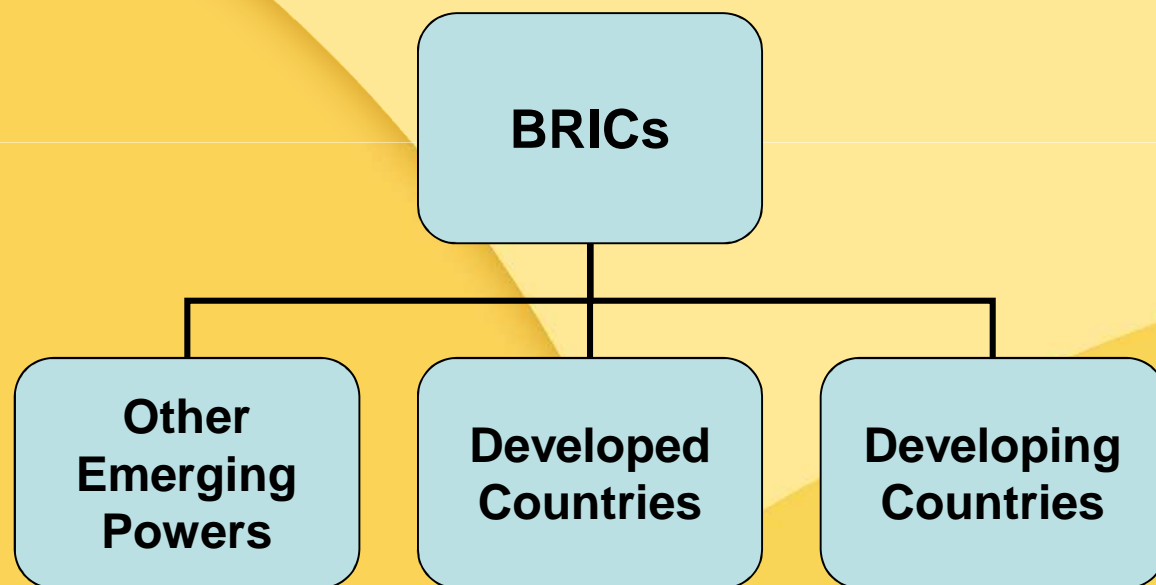 BRICs
Other
Emerging
Powers
Developed
Countries
Developing
Countries